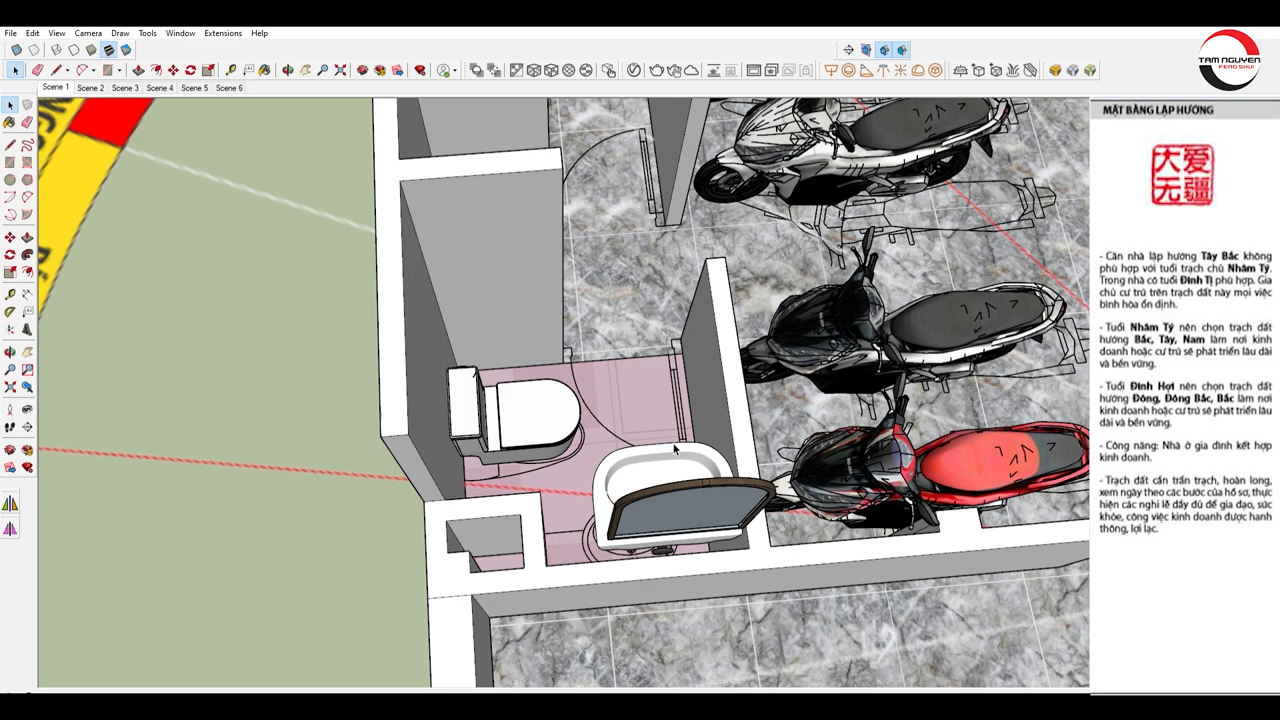 File Edit View Camera Draw Tools Window Extensions Help
TAM NGUYEN
FENG SHUI
Scene 1 Scene 2 Scene 3 Scene 4 Scene 5 Scene 6
MẶT BẰNG LẬP HƯỚNG
大爱
无疆
- Căn nhà lập hướng Tây Bắc không
phù hợp với tuổi trạch chủ Nhâm Tý.
Trong nhà có tuổi Đinh Tị phù hợp. Gia
chủ cư trú trên trạch đất này mọi việc
bình hòa ổn định.
- Tuổi Nhâm Tý nên chọn trạch đất
hướng Bắc, Tây, Nam làm nơi kinh
doanh hoặc cư trú sẽ phát triển lâu dài
và bền vững.
- Tuổi Đinh Hợi nên chọn trạch đất
hướng Đông, Đông Bắc, Bắc làm nơi
kinh doanh hoặc cư trú sẽ phát triển lâu
dài và bền vững.
- Công năng: Nhà ở gia đình kết hợp
kinh doanh.
- Trạch đất cần trấn trạch, hoàn long,
xem ngày theo các bước của hồ sơ, thực
hiện các nghi lễ đầy đủ để gia đạo, sức
khỏe, công việc kinh doanh được hanh
thông, lợi lạc.